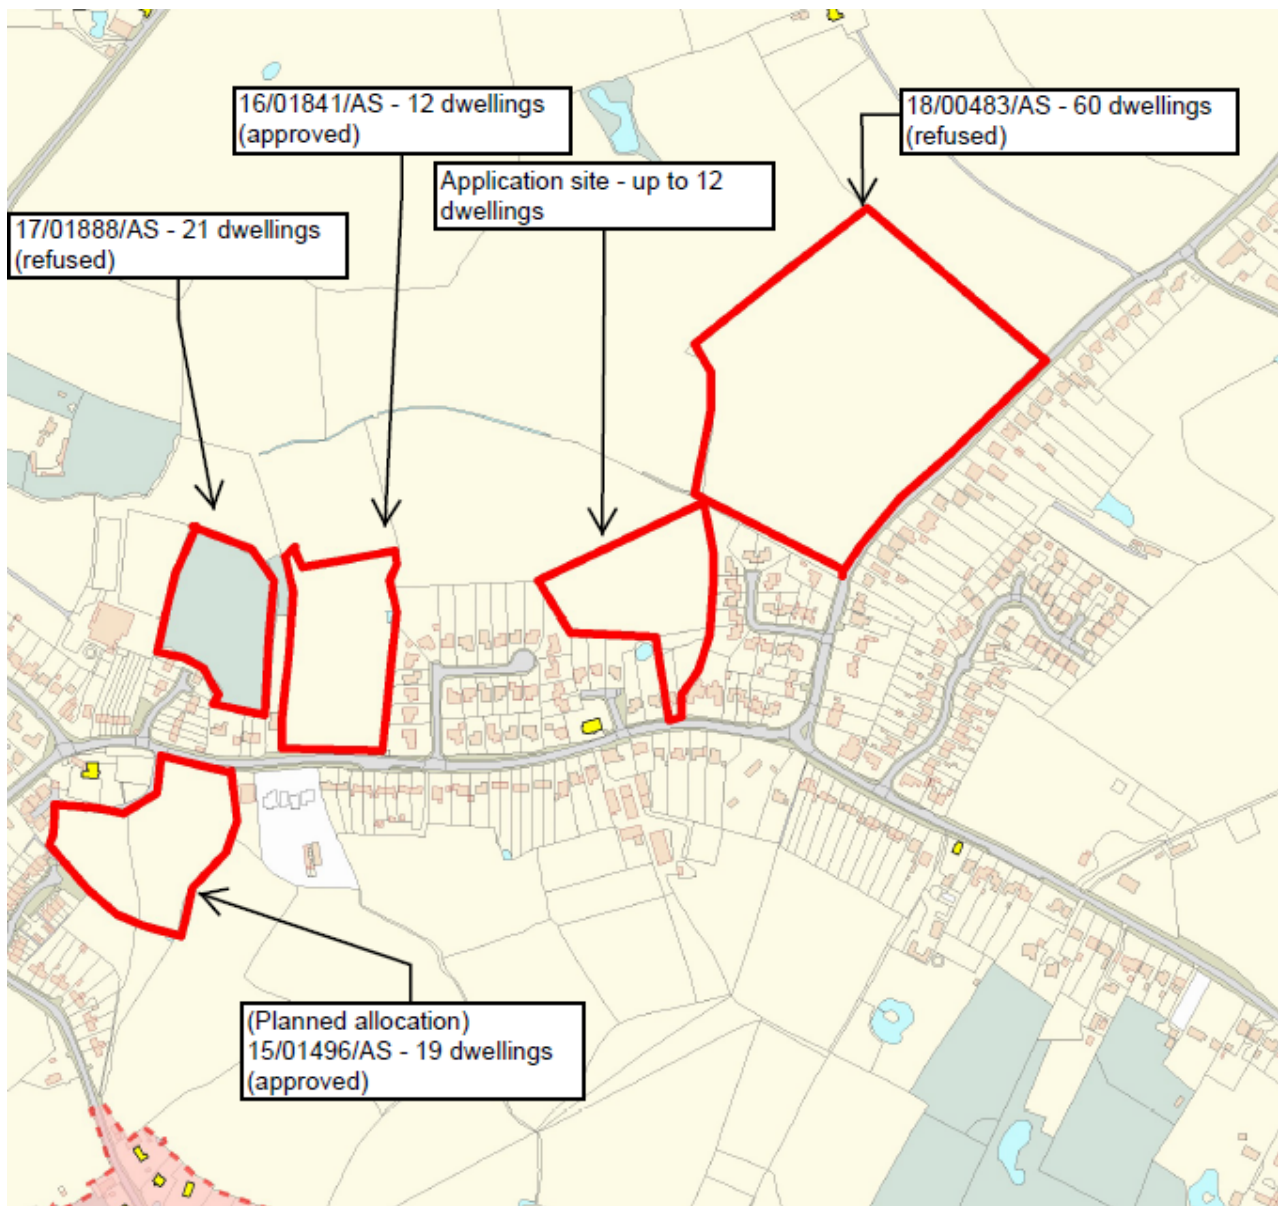 16/01841/AS - 12 dwellings
(approved)
18/00483/AS - 60 dwellings
(refused)
Application site - up to 12
dwellings
17/01888/AS - 21 dwellings
(refused)
(Planned allocation)
15/01496/AS - 19 dwellings
(approved)